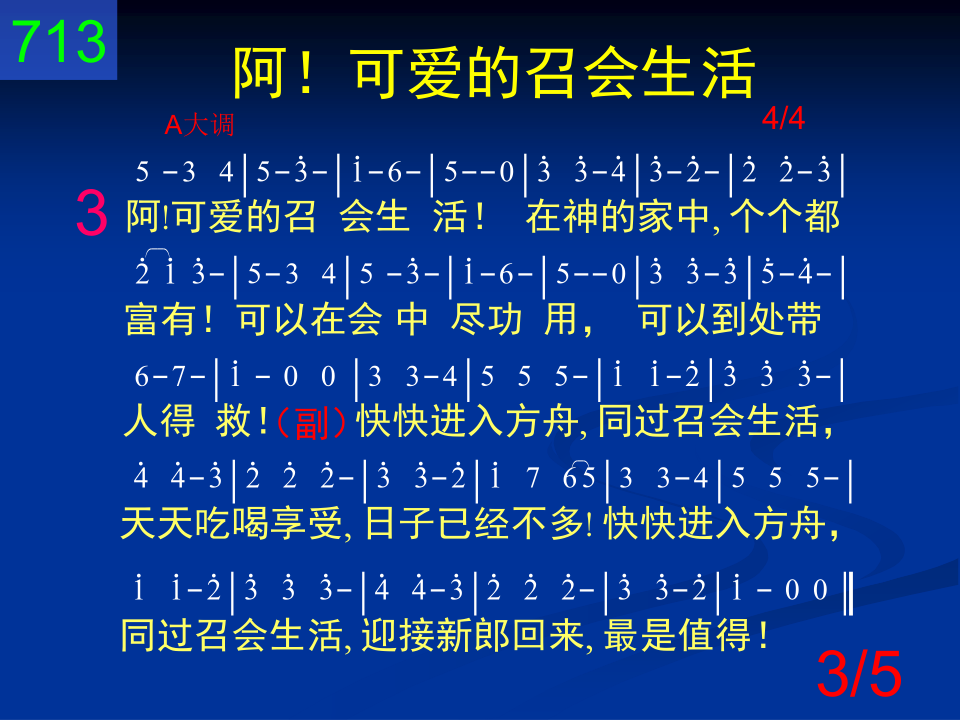 713
阿！可爱的召会生活
A大调 4/4
5 -3 4|5-3̇-|1̇-6-|5--0|3̇ 3̇-4̇|3̇-2̇-|2̇ 2̇-3̇|
3
阿!可爱的召 会生 活！ 在神的家中, 个个都
2̇ 1̇ 3̇-|5-3 4|5 -3̇-|1̇-6-|5--0|3̇ 3̇-3̇|5̇-4̇-|
富有！可以在会 中 尽功 用， 可以到处带
6-7-|1̇ - 0 0 |3 3-4|5 5 5-|1̇ 1̇-2̇|3̇ 3̇ 3̇-|
人得 救!（副）快快进入方舟, 同过召会生活，
4̇ 4̇-3̇|2̇ 2̇ 2̇-|3̇ 3̇-2̇|1̇ 7 65|3 3-4|5 5 5-|
天天吃喝享受, 日子已经不多! 快快进入方舟，
1̇ 1̇-2̇|3̇ 3̇ 3̇-|4̇ 4̇-3̇|2̇ 2̇ 2̇-|3̇ 3̇-2̇|1̇ - 0 0‖
同过召会生活, 迎接新郎回来, 最是值得！
3/5